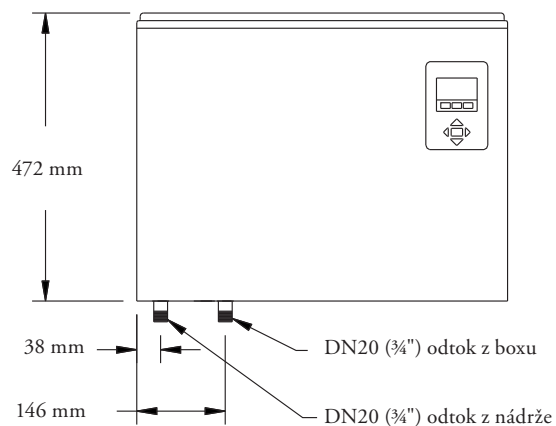 472 mm
38 mm
DN20 (¾") odtok z boxu
146 mm
DN20 (¾") odtok z nádrže